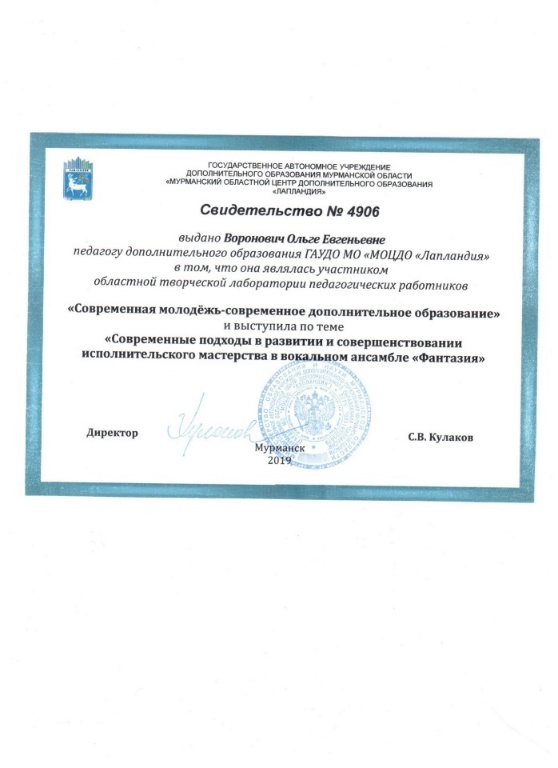 ГОСУДАРСТВЕННОЕ АВТОНОМНОЕ УЧРЕЖДЕНИЕ
ДОПОЛНИТЕЛЬНОГО ОБРАЗОВАНИЯ МУРМАНСКОЙ ОБЛАСТИ
«МУРМАНСКИЙ ОБЛАСТНОЙ ЦЕНТР ДОПОЛНИТЕЛЬНОГО ОБРАЗОВАНИЯ
«ЛАПЛАНДИЯ»
Свидетельство № 4906
выдано Воронович Ольге Евгеньевне
педагогу дополнительного образования ГАУДО МО «МОЦДО «Лапландия»
в том, что она являлась участником
областной творческой лаборатории педагогических работников
«Современная молодёжь-современное дополнительное образование»
и выступила по теме
«Современные подходы в развитии и совершенствовании
исполнительского мастерства в вокальном ансамбле «Фантазия»
Директор
С.В. Кулаков
Мурманск
2019